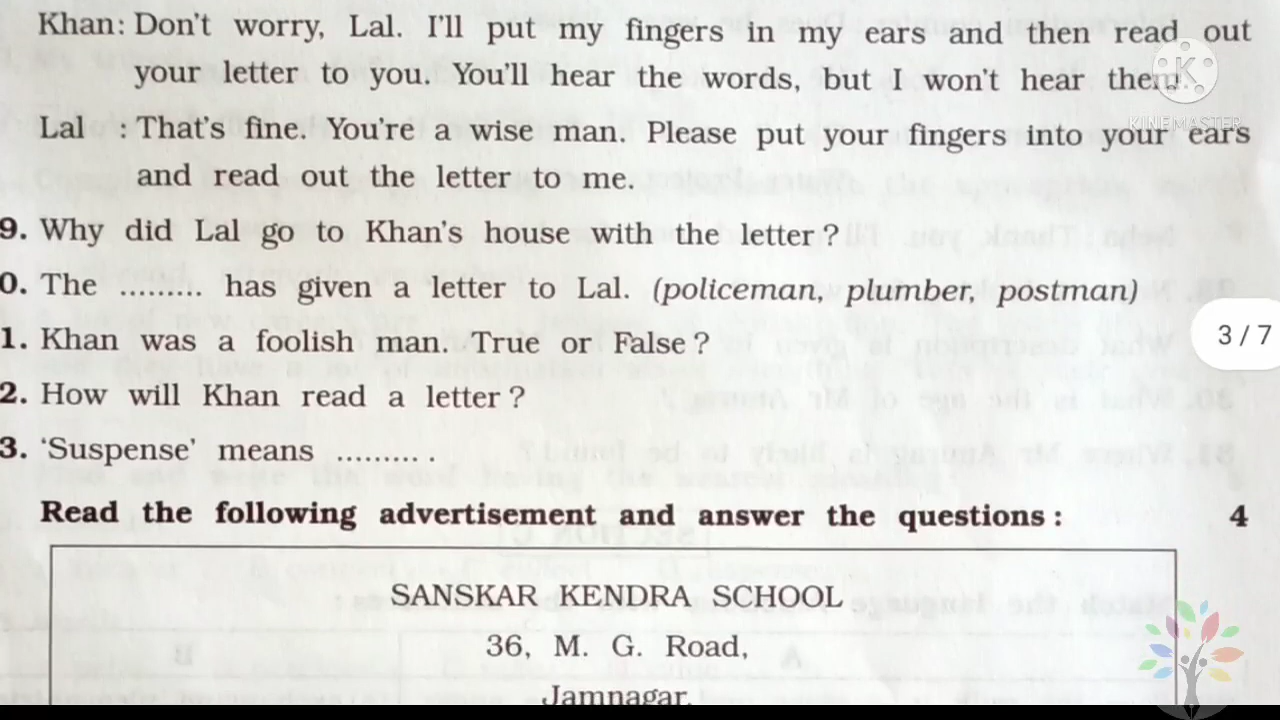 Khan: Don't worry, Lal. I'll put my fingers in my ears and then read out
your letter to you. You'll hear the words, but I won't hear them.
Lal : That's fine. You're a wise man. Please put your fingers into your ears
and read out the letter to me.
9. Why did Lal go to Khan's house with the letter?
0. The ......... has given a letter to Lal. (policeman, plumber, postman)
1. Khan was a foolish man. True or False?
2. How will Khan read a letter?
3. 'Suspense' means ......... .
Read the following advertisement and answer the questions : 4
SANSKAR KENDRA SCHOOL
36, M. G. Road,
Jamnagar.
3 / 7
K
KINEMASTER